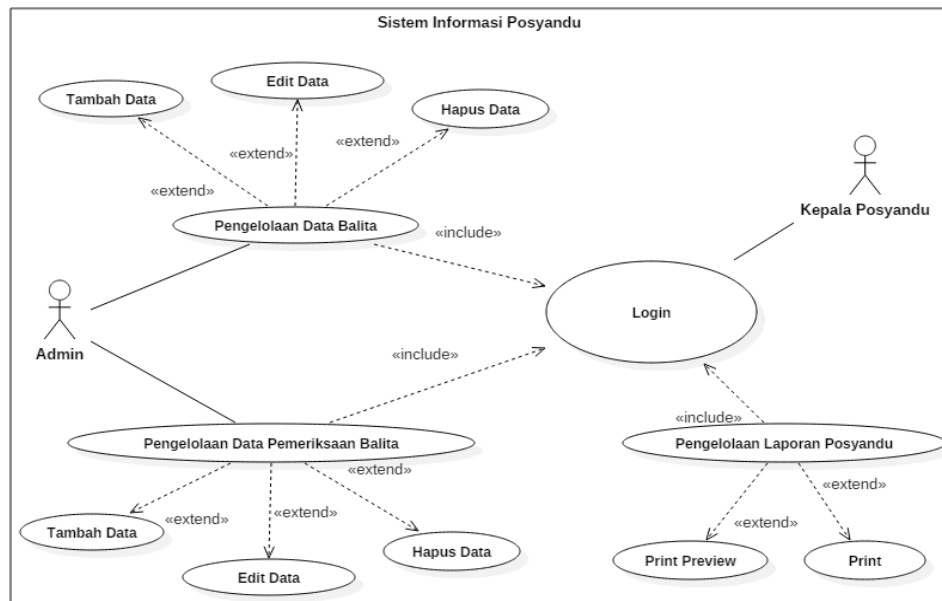 Sistem Informasi Posyandu
Edit Data
Tambah Data
Hapus Data
«extend»
«extend»
«extend»
Kepala Posyandu
Pengelolaan Data Balita
«include»
Login
Admin
«include»
«include»
Pengelolaan Data Pemeriksaan Balita
Pengelolaan Laporan Posyandu
«extend»
«extend»
«extend»
«extend»
«extend»
Tambah Data
Hapus Data
Edit Data
Print Preview
Print